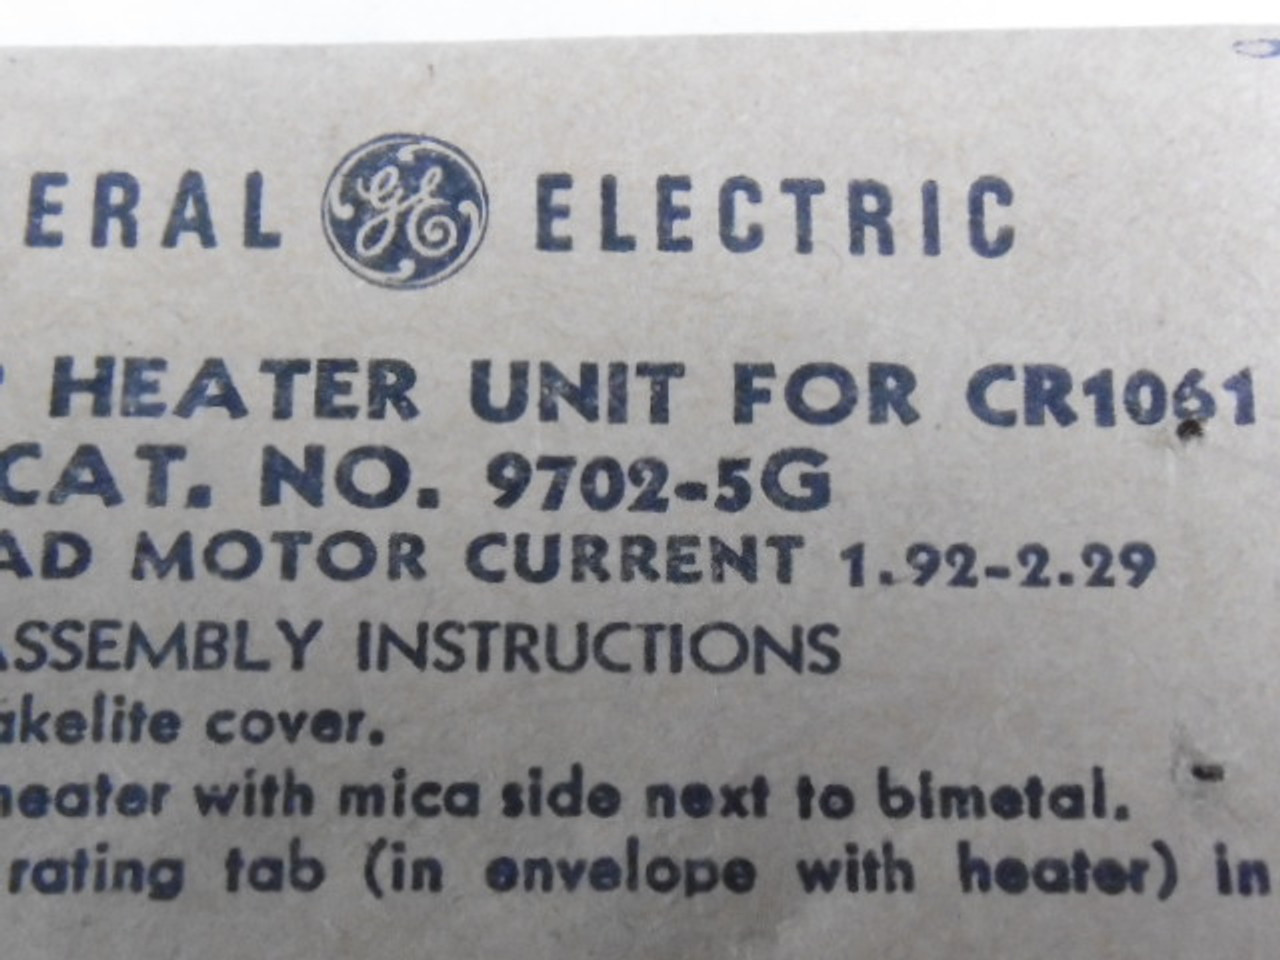 ERAL GE ELECTRIC
HEATER UNIT FOR CR1061
CAT. NO. 9702-5G
AD MOTOR CURRENT 1.92-2.29
ASSEMBLY INSTRUCTIONS
akelite cover.
heater with mica side next to bimetal.
rating tab (in envelope with heater) in